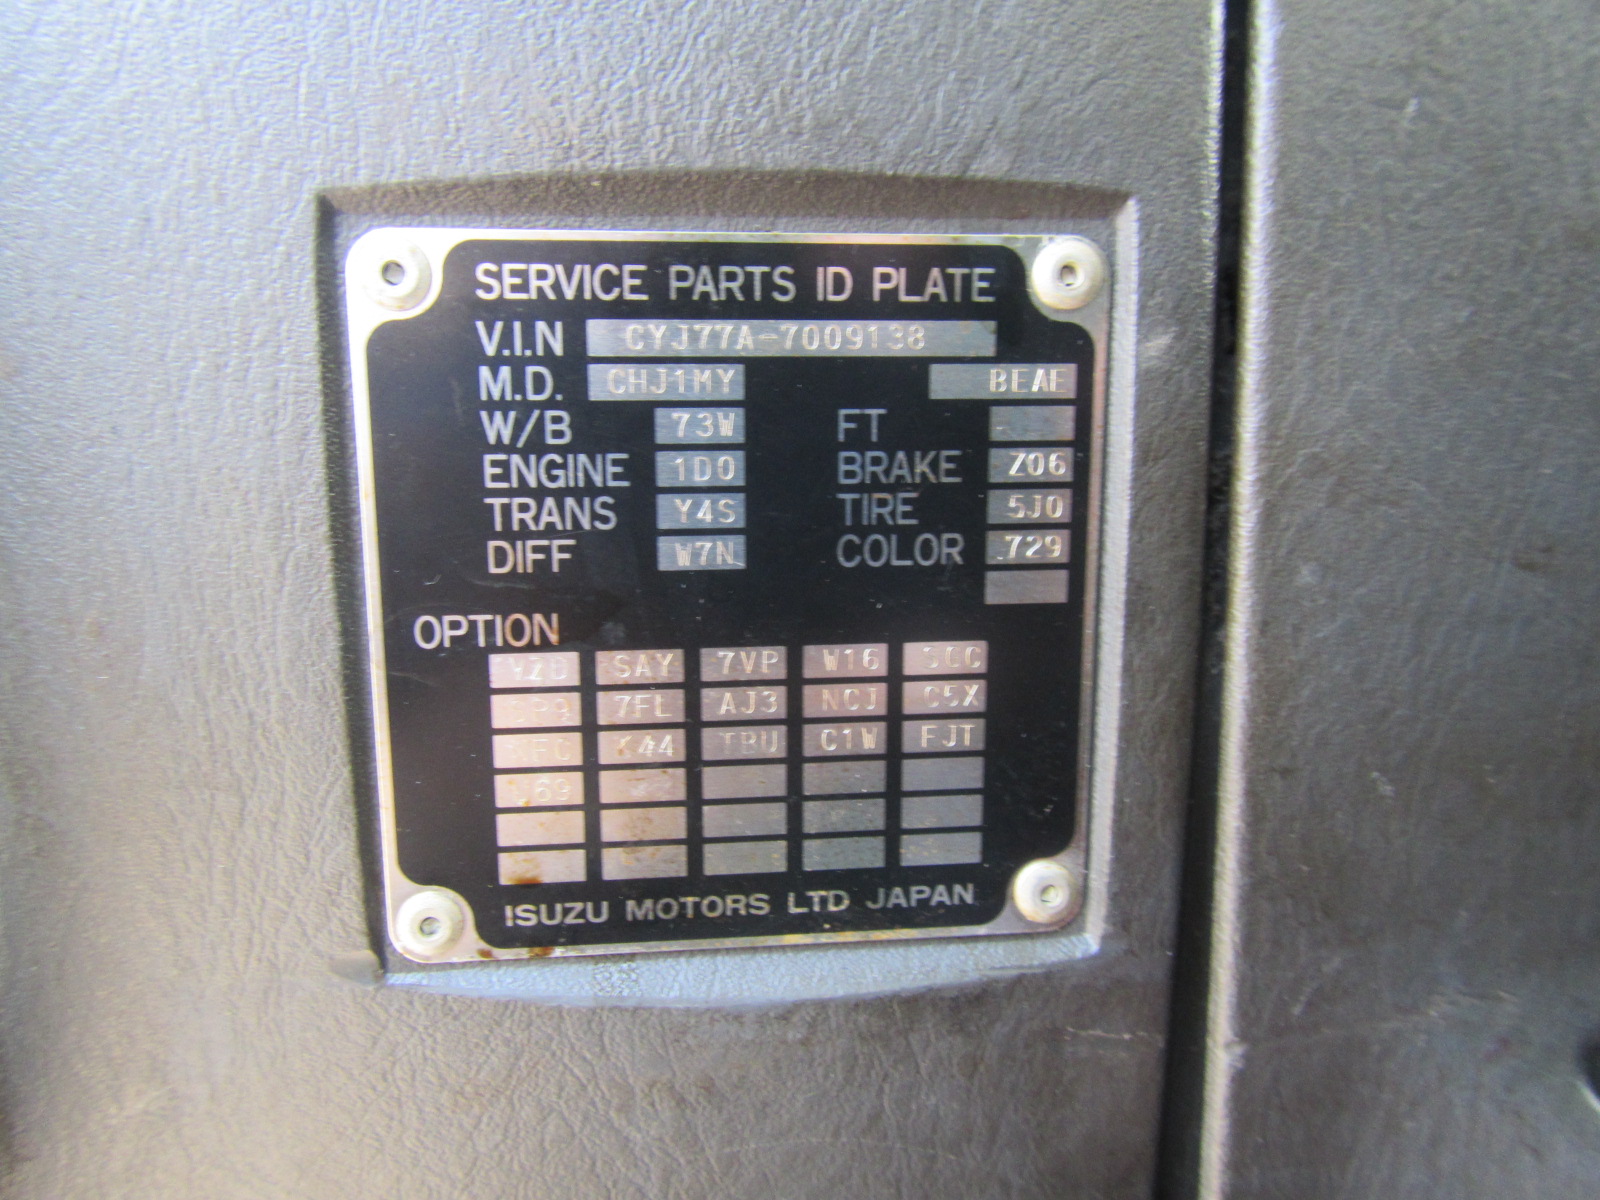 SERVICE PARTS ID PLATE
V.I.N CYJ77A-7009138
M.D. CHJ1MY BEAE
W/B 73W FT
ENGINE 1D0 BRAKE Z06
TRANS Y4S TIRE 5J0
DIFF W7N COLOR 729
OPTION
SAY 7VP W16
7FL AJ3 NCJ C5X
K44 TBU C1W FJT
ISUZU MOTORS LTD JAPAN